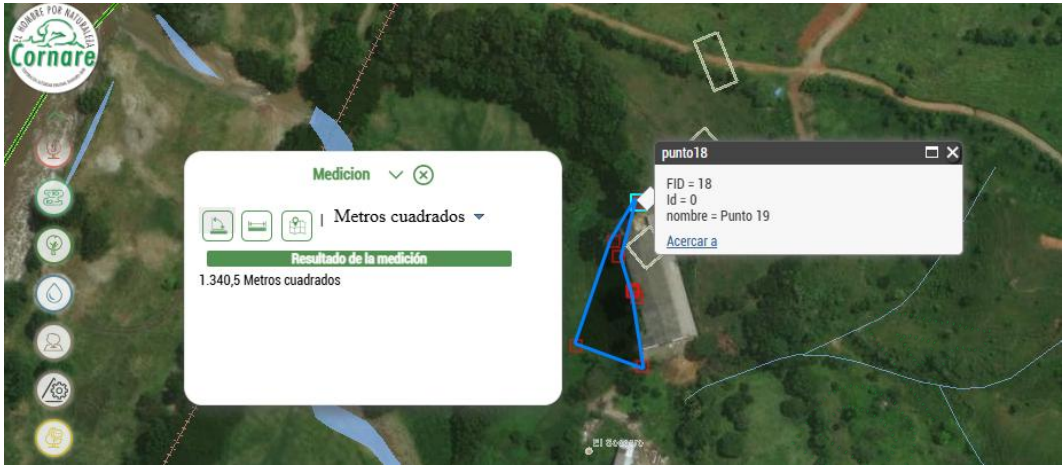 EL HOMBRE POR NATURALEZA
Cornare
Medicion
Metros cuadrados
Resultado de la medición
1.340,5 Metros cuadrados
punto18
FID = 18
Id = 0
nombre = Punto 19
Acercar a
El